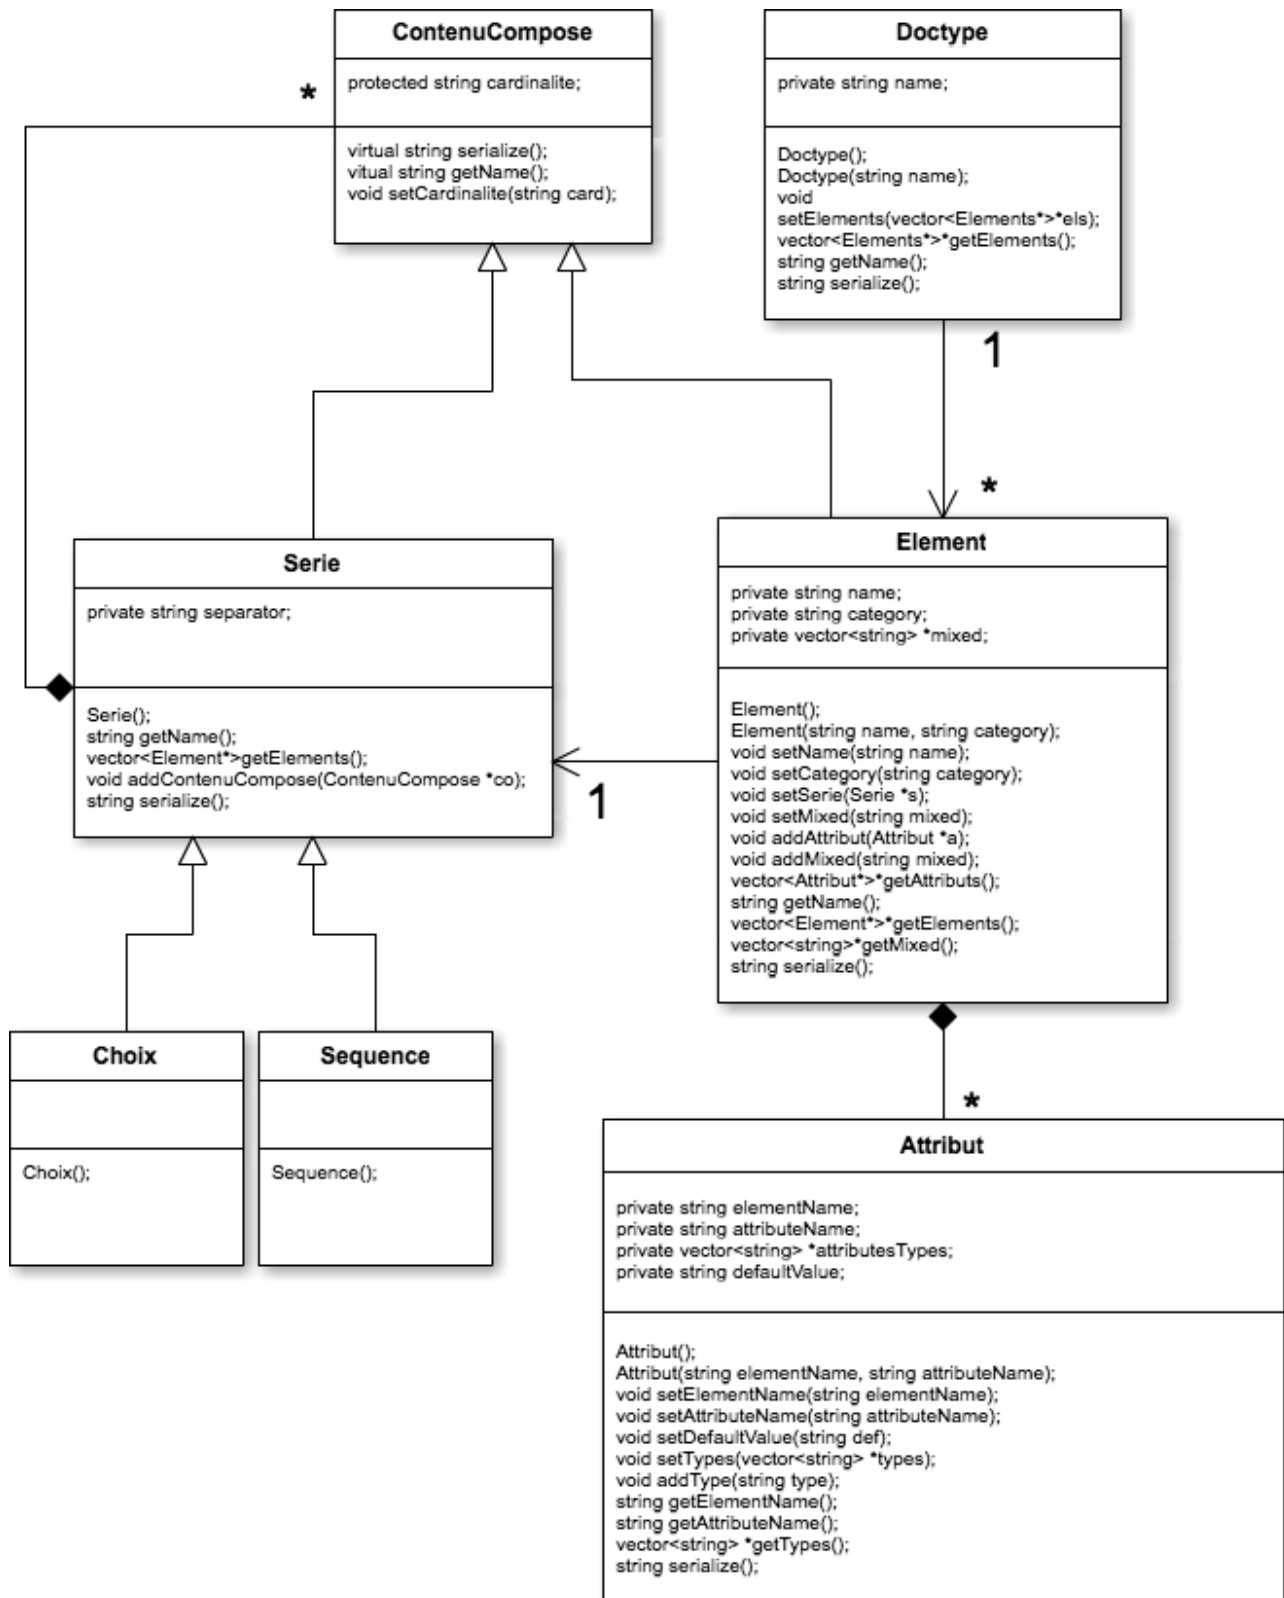 ContenuCompose
protected string cardinalite;
virtual string serialize();
vitual string getName();
void setCardinalite(string card);
*
Doctype
private string name;
Doctype();
Doctype(string name);
void
setElements(vector<Elements*>*els);
vector<Elements*>*getElements();
string getName();
string serialize();
1
*
Serie
private string separator;
Serie();
string getName();
vector<Element*>getElements();
void addContenuCompose(ContenuCompose *co);
string serialize();
1
Element
private string name;
private string category;
private vector<string> *mixed;
Element();
Element(string name, string category);
void setName(string name);
void setCategory(string category);
void setSerie(Serie *s);
void setMixed(string mixed);
void addAttribut(Attribut *a);
void addMixed(string mixed);
vector<Attribut*>*getAttributs();
string getName();
vector<Element*>*getElements();
vector<string>*getMixed();
string serialize();
*
Choix
Choix();
Sequence
Sequence();
Attribut
private string elementName;
private string attributeName;
private vector<string> *attributesTypes;
private string defaultValue;
Attribut();
Attribut(string elementName, string attributeName);
void setElementName(string elementName);
void setAttributeName(string attributeName);
void setDefaultValue(string def);
void setTypes(vector<string> *types);
void addType(string type);
string getElementName();
string getAttributeName();
vector<string> *getTypes();
string serialize();